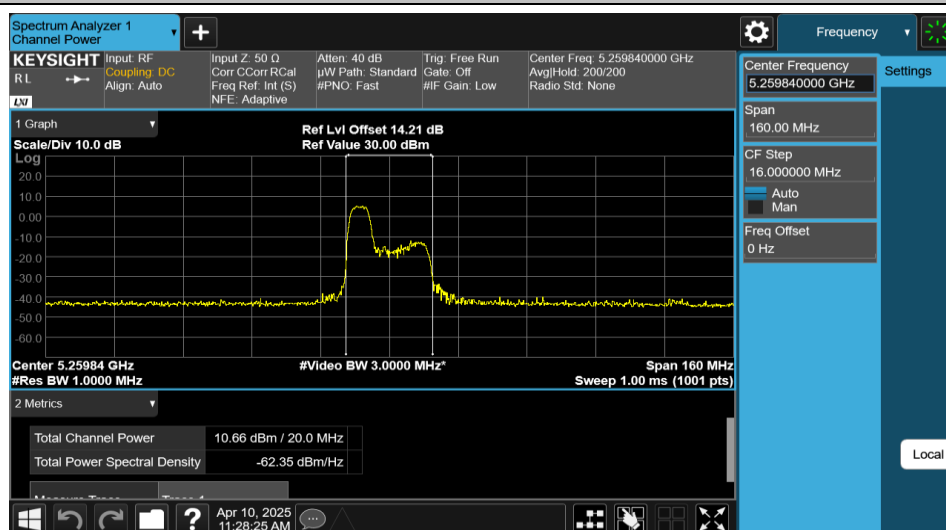 Spectrum Analyzer 1
Channel Power
Frequency
KEYSIGHT
R L
LXI
Input: RF
Coupling: DC
Align: Auto
Input Z: 50 Ω
Corr CCorr RCal
Freq Ref: Int (S)
NFE: Adaptive
Atten: 40 dB
µW Path: Standard
#PNO: Fast
Trig: Free Run
Gate: Off
#IF Gain: Low
Center Freq: 5.259840000 GHz
Avg|Hold: 200/200
Radio Std: None
Center Frequency
5.259840000 GHz
Settings
Span
160.00 MHz
CF Step
16.000000 MHz
Auto
Man
Freq Offset
0 Hz
Local
1 Graph
Scale/Div 10.0 dB
Ref Lvl Offset 14.21 dB
Ref Value 30.00 dBm
Log
20.0
10.0
0.00
-10.0
-20.0
-30.0
-40.0
-50.0
-60.0
Center 5.25984 GHz
#Video BW 3.0000 MHz*
Span 160 MHz
#Res BW 1.0000 MHz
Sweep 1.00 ms (1001 pts)
2 Metrics
Total Channel Power 10.66 dBm / 20.0 MHz
Total Power Spectral Density -62.35 dBm/Hz
Measure Trace Trace 1
?
Apr 10, 2025
11:28:25 AM